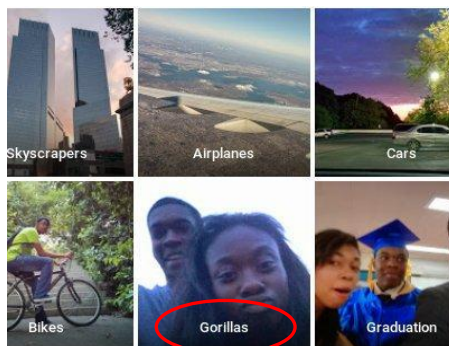 Skyscrapers
Airplanes
Cars
Bikes
Gorillas
Graduation